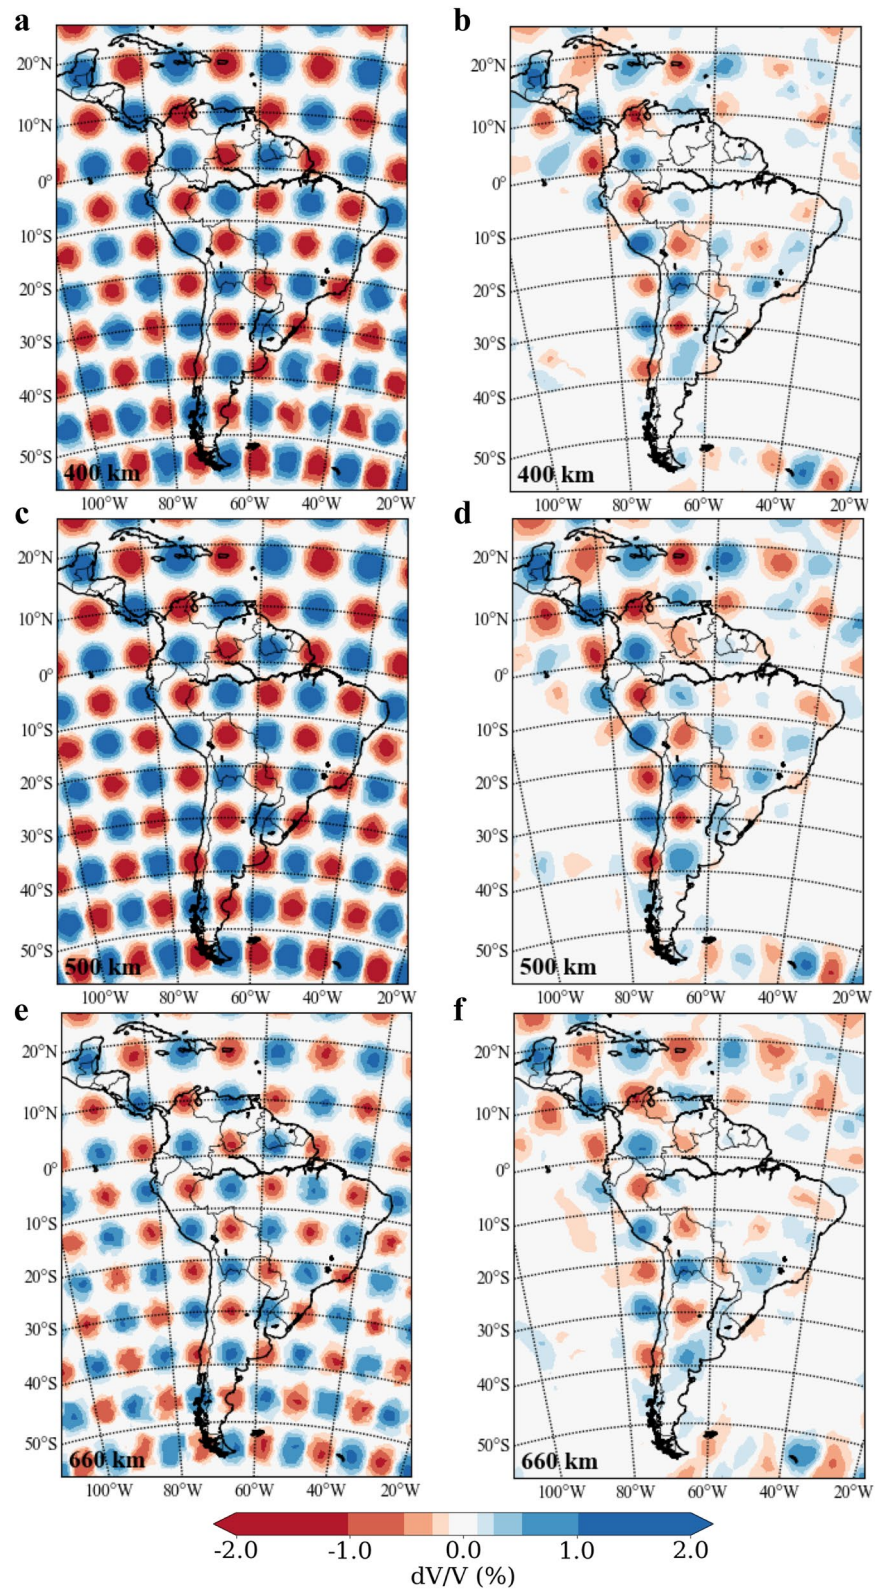 a b
20°N 20°N
10°N 10°N
0° 0°
10°S 10°S
20°S 20°S
30°S 30°S
40°S 40°S
50°S 50°S
400 km 400 km
100°W 80°W 60°W 40°W 20°W 100°W 80°W 60°W 40°W 20°W
c d
20°N 20°N
10°N 10°N
0° 0°
10°S 10°S
20°S 20°S
30°S 30°S
40°S 40°S
50°S 50°S
500 km 500 km
100°W 80°W 60°W 40°W 20°W 100°W 80°W 60°W 40°W 20°W
e f
20°N 20°N
10°N 10°N
0° 0°
10°S 10°S
20°S 20°S
30°S 30°S
40°S 40°S
50°S 50°S
660 km 660 km
100°W 80°W 60°W 40°W 20°W 100°W 80°W 60°W 40°W 20°W
-2.0 -1.0 0.0 1.0 2.0
dV/V (%)